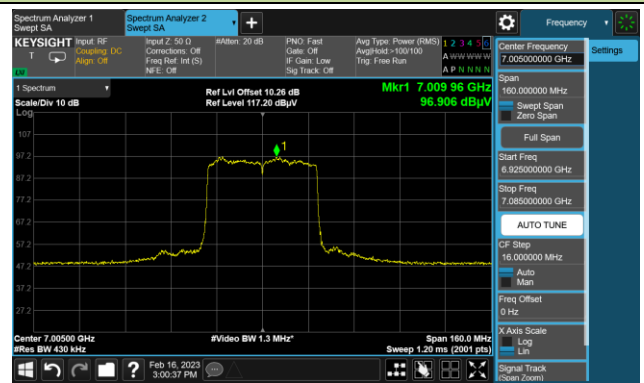 Spectrum Analyzer 1
Swept SA
Spectrum Analyzer 2
Swept SA
Frequency
KEYSIGHT
T
LW
Input: RF
Coupling: DC
Align: Off
Input Z: 50 Ω
Corrections: Off
Freq Ref: Int (S)
NFE: Off
#Atten: 20 dB
PNO: Fast
Gate: Off
IF Gain: Low
Sig Track: Off
Avg Type: Power (RMS)
Avg|Hold:>100/100
Trig: Free Run
1 2 3 4 5 6
A W W W W W
A P N N N N
1 Spectrum
Scale/Div 10 dB
Log
Ref Lvl Offset 10.26 dB
Ref Level 117.20 dBµV
Mkr1 7.009 96 GHz
96.906 dBµV
1
107
97.2
87.2
77.2
67.2
57.2
47.2
37.2
27.2
Center 7.00500 GHz
#Res BW 430 kHz
#Video BW 1.3 MHz*
Span 160.0 MHz
Sweep 1.20 ms (2001 pts)
Feb 16, 2023
3:00:37 PM
Center Frequency
7.005000000 GHz
Settings
Span
160.000000 MHz
Swept Span
Zero Span
Full Span
Start Freq
6.925000000 GHz
Stop Freq
7.085000000 GHz
AUTO TUNE
CF Step
16.000000 MHz
Auto
Man
Freq Offset
0 Hz
X Axis Scale
Log
Lin
Signal Track
(Span Zoom)